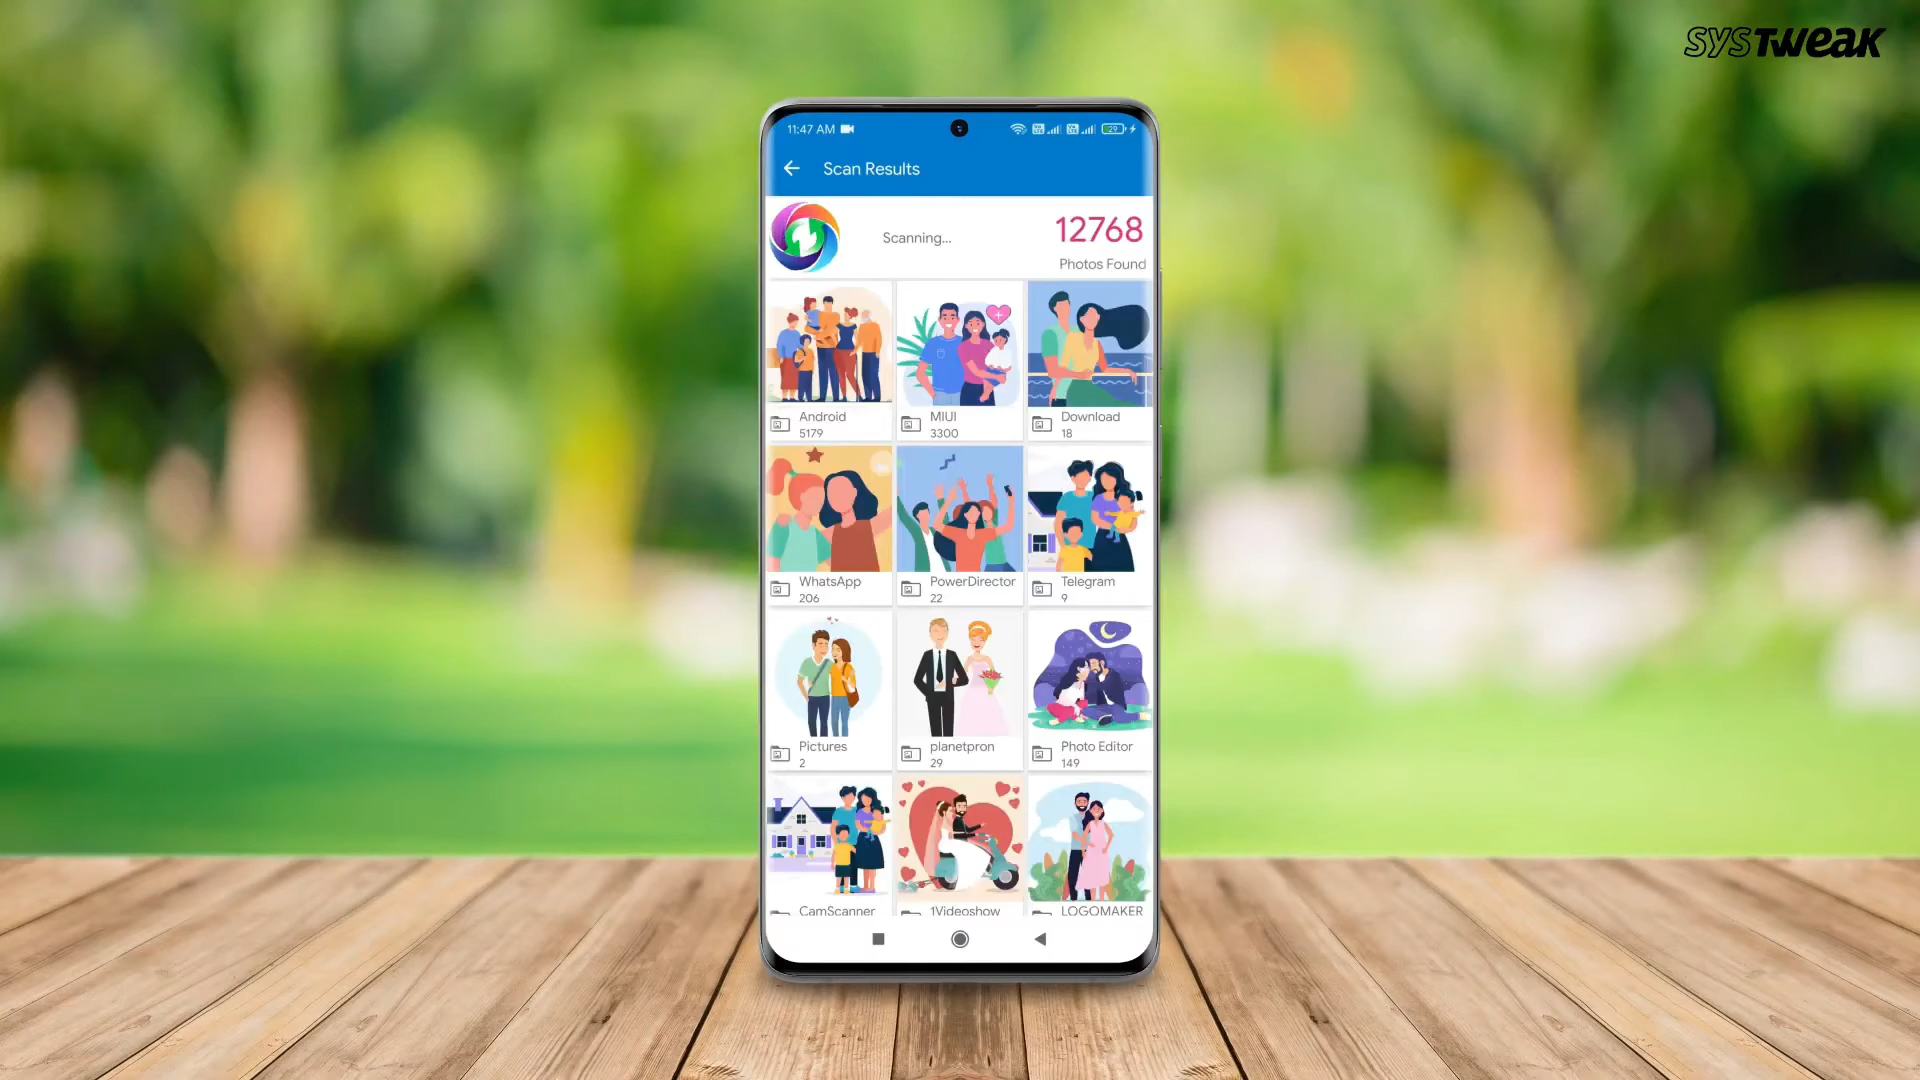 SYSTweak
11:47 AM
29
Scan Results
Scanning...
12768
Photos Found
Android
5179
MIUI
3300
Download
18
WhatsApp
206
PowerDirector
22
Telegram
9
Pictures
2
planetpron
29
Photo Editor
149
CamScanner
1Videoshow
LOGOMAKER